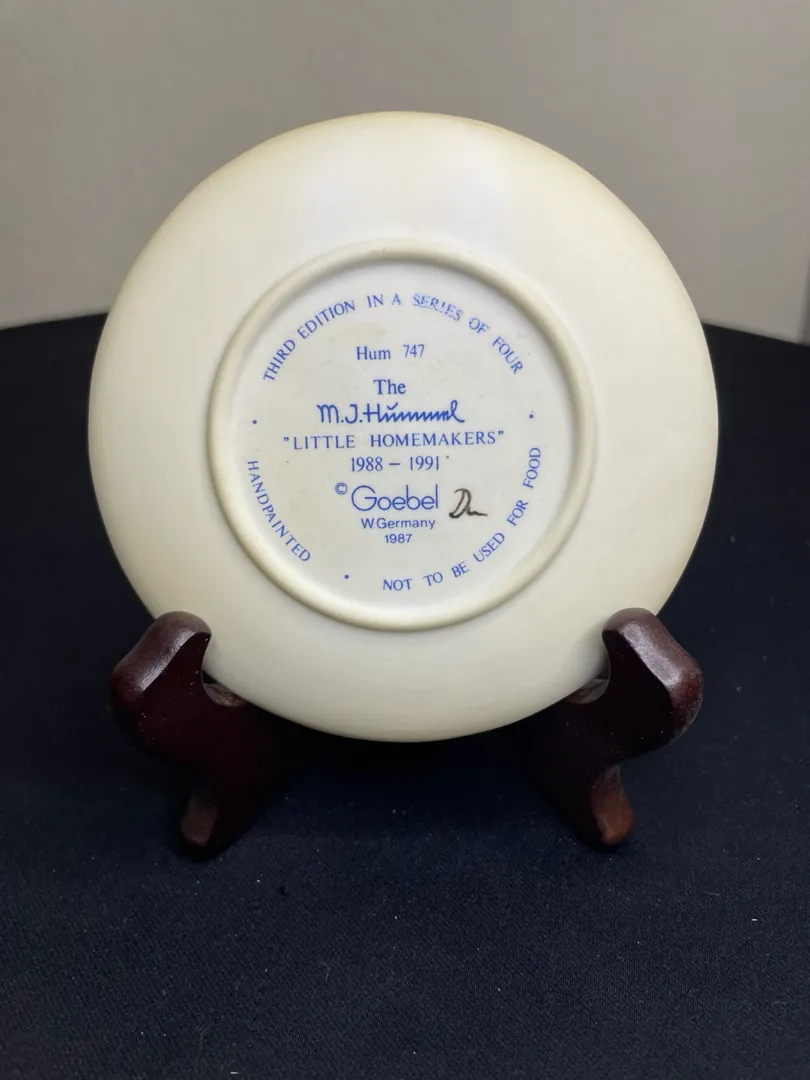 THIRD EDITION IN A SERIES OF FOUR
Hum 747
The
M.J.Hummel
"LITTLE HOMEMAKERS"
1988 – 1991
© Goebel
W.Germany
1987
HANDPAINTED • NOT TO BE USED FOR FOOD